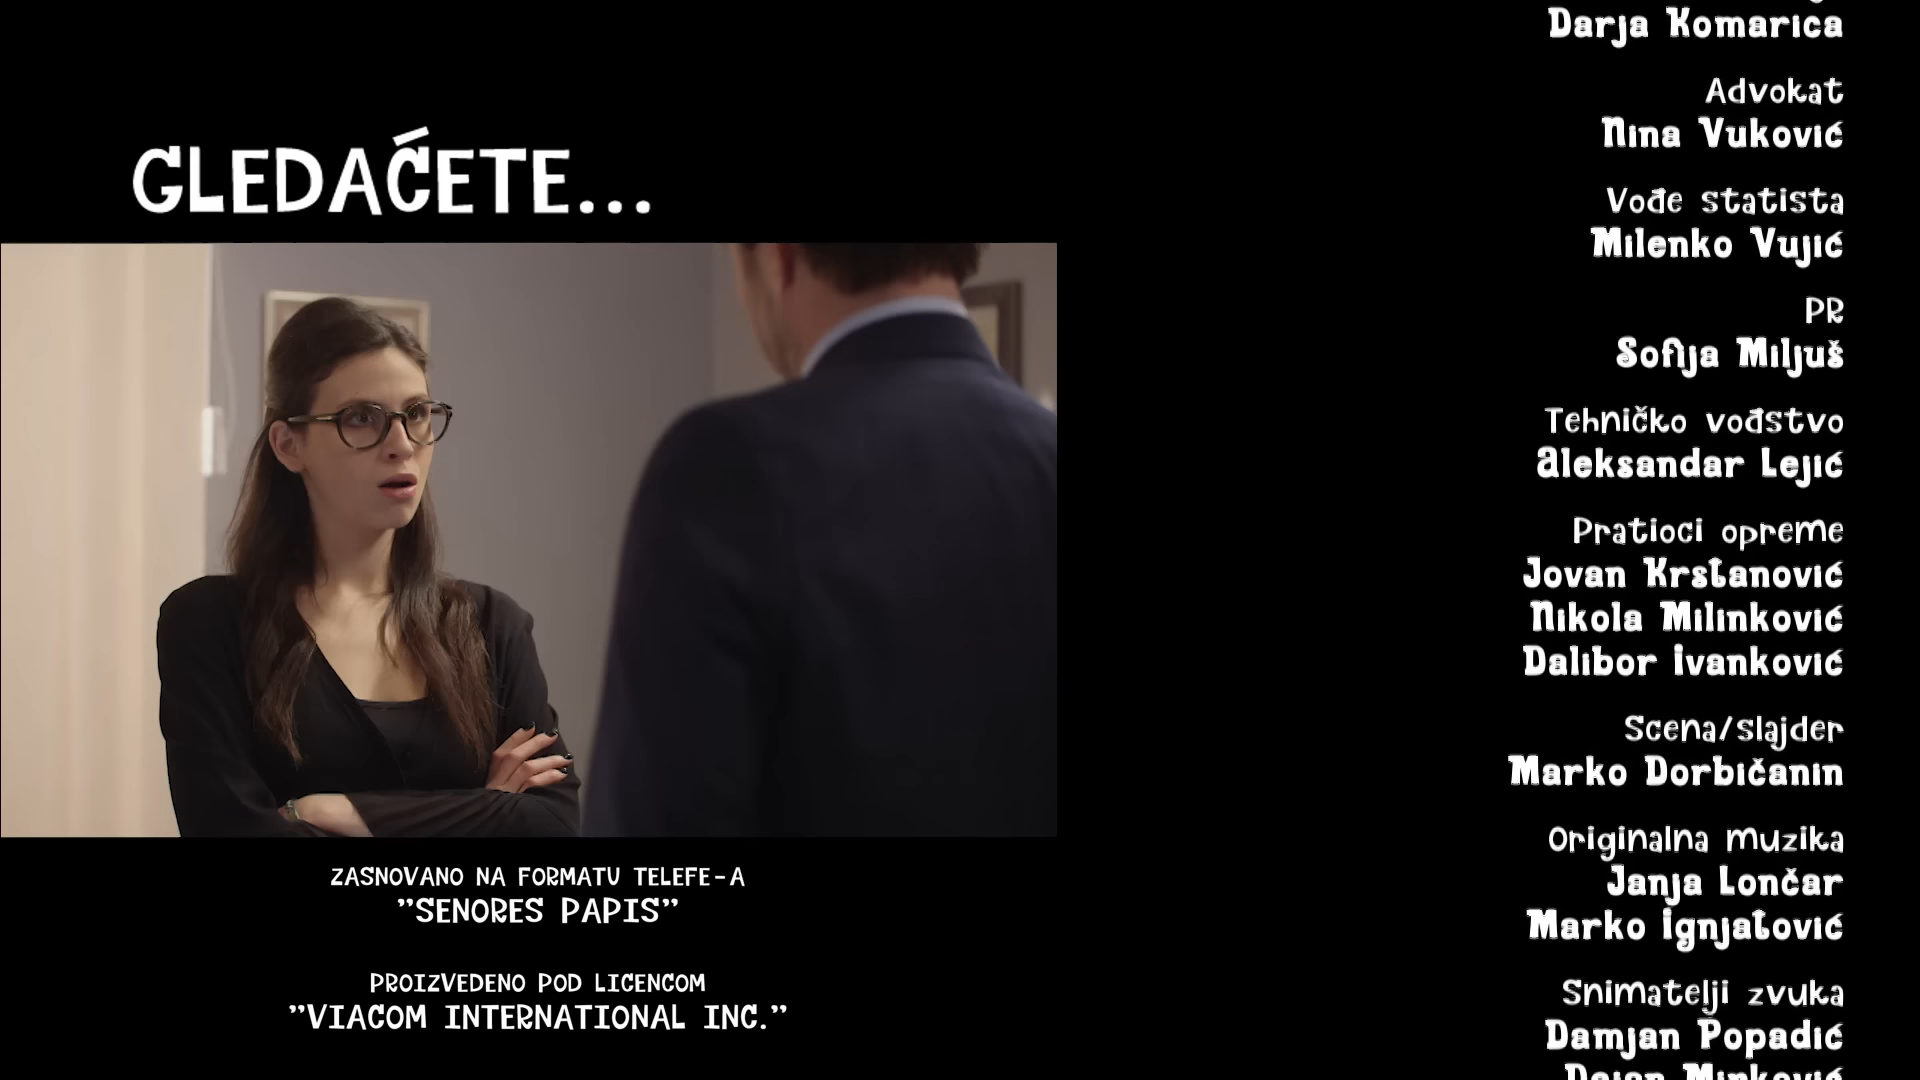 GLEDAĆETE...
ZASNOVANO NA FORMATU TELEFE-A
"SENORES PAPIS"
PROIZVEDENO POD LICENCOM
"VIACOM INTERNATIONAL INC."
Darja Komarica
Advokat
Nina Vuković
Vođe statista
Milenko Vujić
PR
Sofija Miljuš
Tehničko vođstvo
Aleksandar Lejić
Pratioci opreme
Jovan Krstanović
Nikola Milinković
Dalibor Ivanković
Scena/slajder
Marko Dorbičanin
Originalna muzika
Janja Lončar
Marko Ignjatović
Snimatelji zvuka
Damjan Popadić